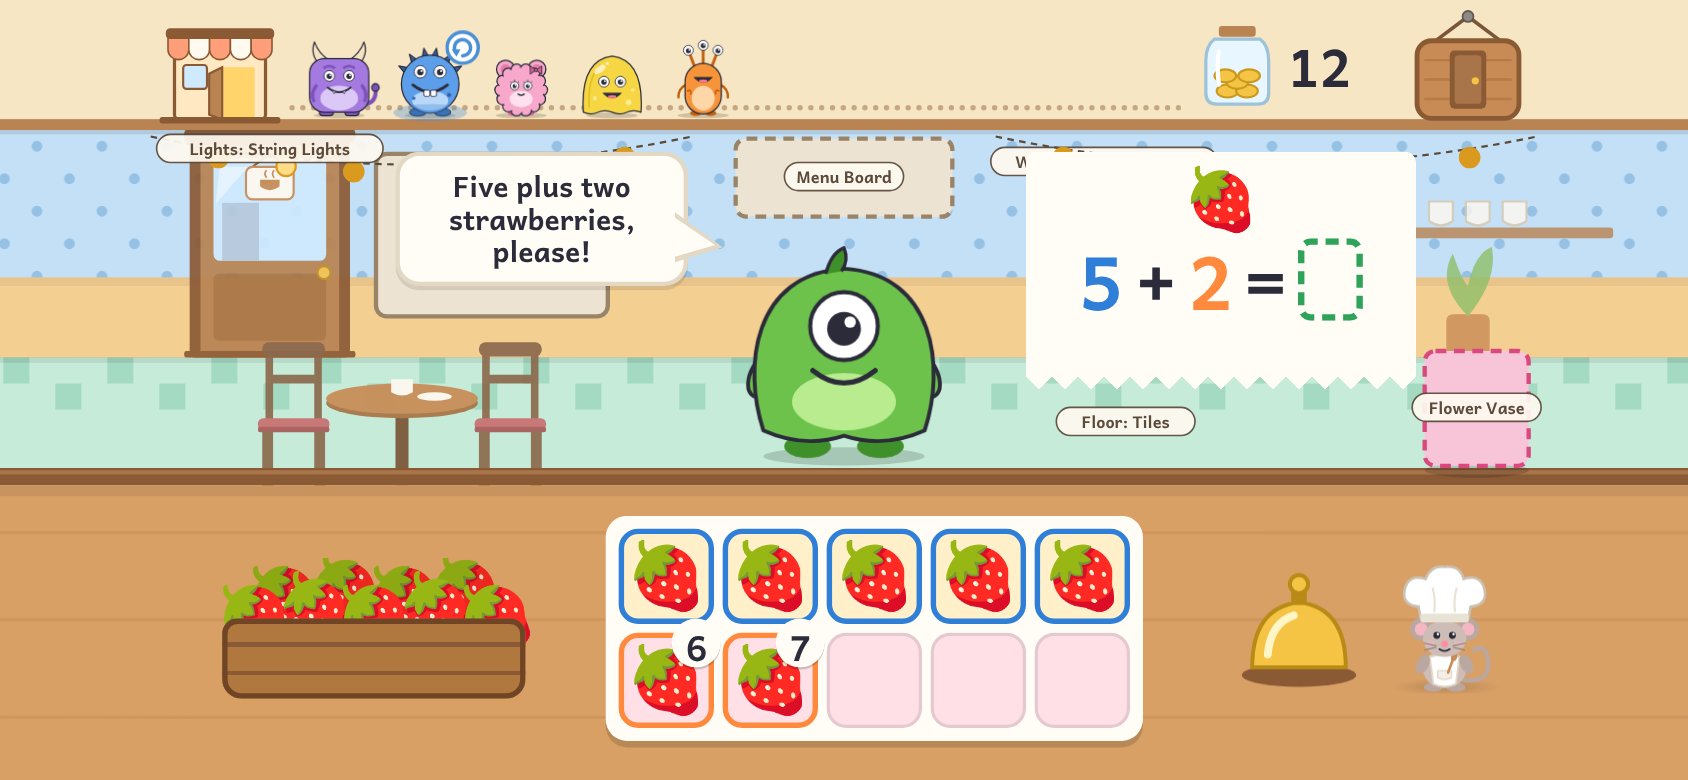 12
Lights: String Lights
Five plus two
strawberries,
please!
Menu Board
W
5 + 2 =
Floor: Tiles
Flower Vase
6
7